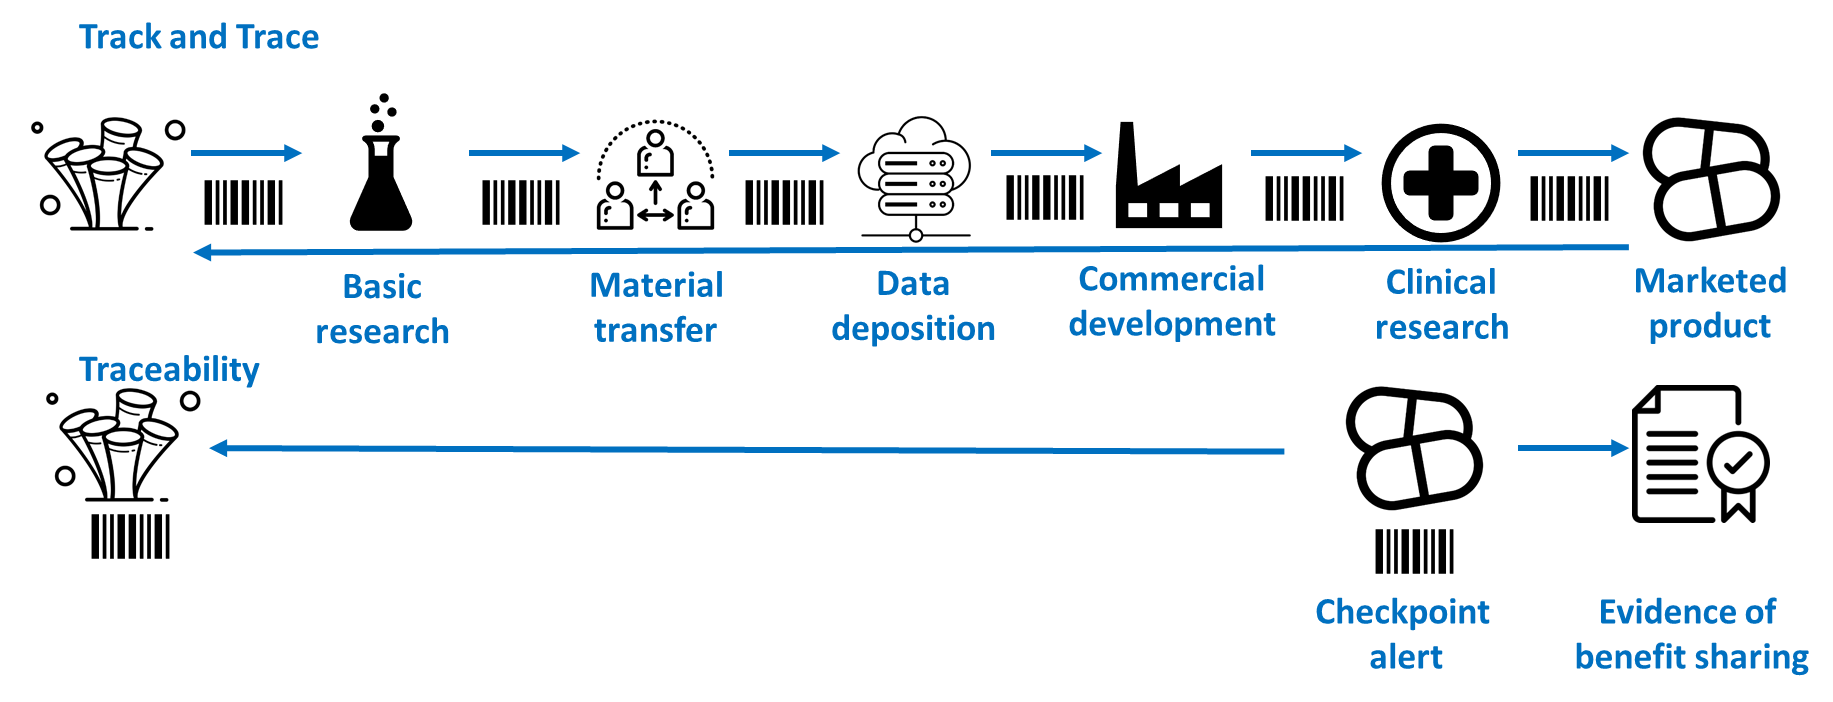 Track and Trace
Basic
research
Material
transfer
Data
deposition
Commercial
development
Clinical
research
Marketed
product
Traceability
Checkpoint
alert
Evidence of
benefit sharing